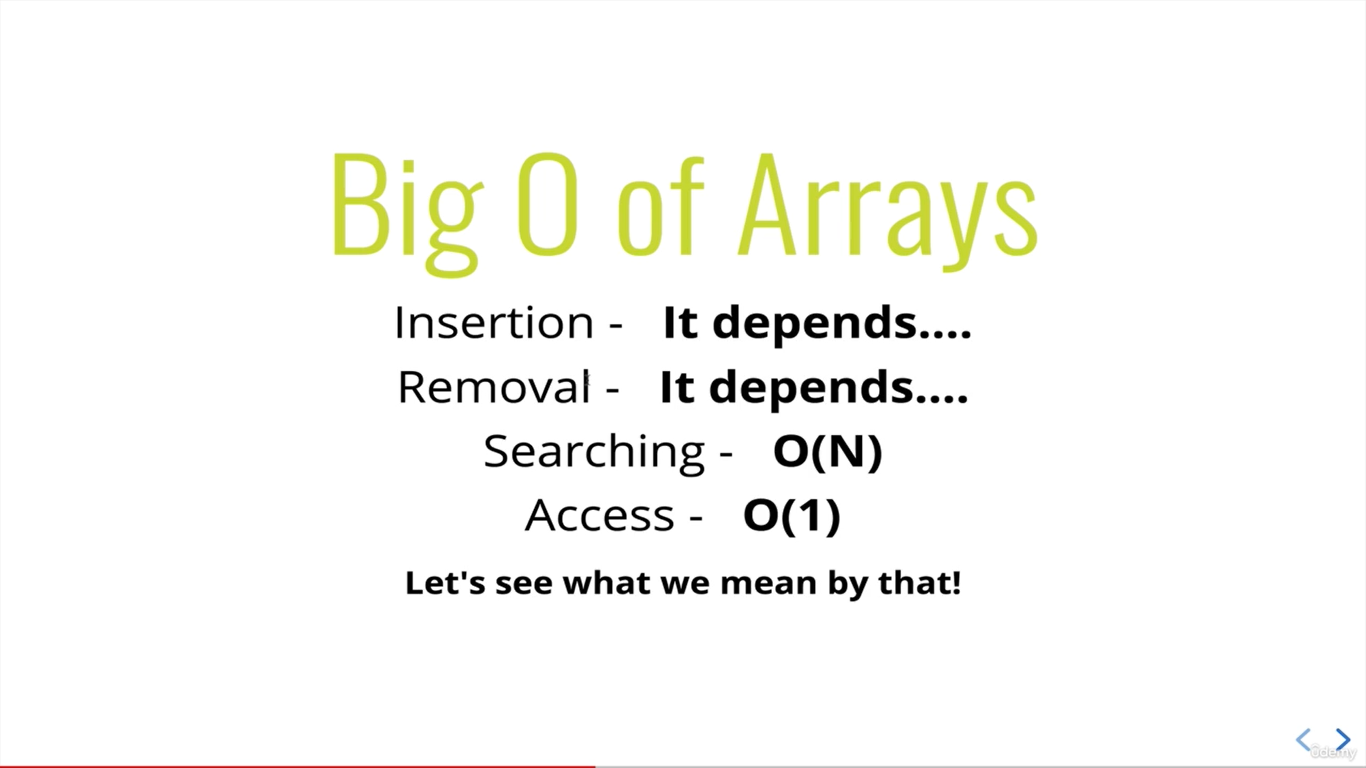 Big O of Arrays
Insertion - It depends....
Removal - It depends....
Searching - O(N)
Access - O(1)
Let's see what we mean by that!
ûdemy